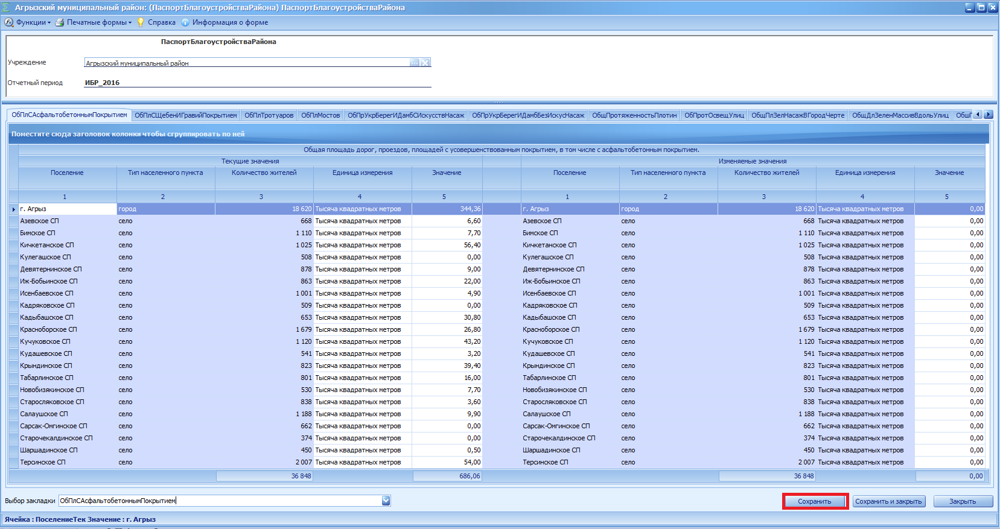 Агрызский муниципальный район: (ПаспортБлагоустройстваРайона) ПаспортБлагоустройстваРайона
Функции Печатные формы Справка Информация о форме
ПаспортБлагоустройстваРайона
Учреждение Агрызский муниципальный район
Отчетный период ИБР_2016
ОбПлСАсфальтобетоннымПокрытием ОбПлСЩебенИГравийПокрытием ОбПлТротуаров ОбПлМостов ОбПрУкрБерегИДамбСИскусствНасаж ОбПрУкрБерегИДамбБезИскусНасаж ОбщПротяженностьПлотин ОбПротОсвещУлиц ОбщПлЗелНасажВГородЧерте ОбщДлЗеленМассивВдольУлиц
Поместите сюда заголовок колонки чтобы сгруппировать по ней
Общая площадь дорог, проездов, площадей с усовершенствованным покрытием, в том числе с асфальтобетонным покрытием.
Текущие значения Изменяемые значения
Поселение Тип населенного пункта Количество жителей Единица измерения Значение Поселение Тип населенного пункта Количество жителей Единица измерения Значение
1 2 3 4 5 1 2 3 4 5
г. Агрыз город 18 620 Тысяча квадратных метров 344,36 г. Агрыз город 18 620 Тысяча квадратных метров 0,00
Азевское СП село 668 Тысяча квадратных метров 6,60 Азевское СП село 668 Тысяча квадратных метров 0,00
Бимское СП село 1 110 Тысяча квадратных метров 7,70 Бимское СП село 1 110 Тысяча квадратных метров 0,00
Кичкетанское СП село 1 025 Тысяча квадратных метров 56,40 Кичкетанское СП село 1 025 Тысяча квадратных метров 0,00
Кулегашское СП село 508 Тысяча квадратных метров 0,00 Кулегашское СП село 508 Тысяча квадратных метров 0,00
Девятернинское СП село 878 Тысяча квадратных метров 9,00 Девятернинское СП село 878 Тысяча квадратных метров 0,00
Иж-Бобьинское СП село 863 Тысяча квадратных метров 22,00 Иж-Бобьинское СП село 863 Тысяча квадратных метров 0,00
Исенбаевское СП село 1 001 Тысяча квадратных метров 4,90 Исенбаевское СП село 1 001 Тысяча квадратных метров 0,00
Кадряковское СП село 509 Тысяча квадратных метров 0,00 Кадряковское СП село 509 Тысяча квадратных метров 0,00
Кадыбашское СП село 653 Тысяча квадратных метров 30,80 Кадыбашское СП село 653 Тысяча квадратных метров 0,00
Красноборское СП село 1 679 Тысяча квадратных метров 26,80 Красноборское СП село 1 679 Тысяча квадратных метров 0,00
Кучуковское СП село 1 120 Тысяча квадратных метров 43,20 Кучуковское СП село 1 120 Тысяча квадратных метров 0,00
Кудашевское СП село 541 Тысяча квадратных метров 3,20 Кудашевское СП село 541 Тысяча квадратных метров 0,00
Крындинское СП село 823 Тысяча квадратных метров 39,40 Крындинское СП село 823 Тысяча квадратных метров 0,00
Табарлинское СП село 801 Тысяча квадратных метров 16,00 Табарлинское СП село 801 Тысяча квадратных метров 0,00
Новобизякинское СП село 530 Тысяча квадратных метров 7,70 Новобизякинское СП село 530 Тысяча квадратных метров 0,00
Старосляковское СП село 838 Тысяча квадратных метров 3,60 Старосляковское СП село 838 Тысяча квадратных метров 0,00
Салаушское СП село 1 188 Тысяча квадратных метров 9,90 Салаушское СП село 1 188 Тысяча квадратных метров 0,00
Сарсак-Омгинское СП село 662 Тысяча квадратных метров 0,00 Сарсак-Омгинское СП село 662 Тысяча квадратных метров 0,00
Старочекалдинское СП село 374 Тысяча квадратных метров 0,00 Старочекалдинское СП село 374 Тысяча квадратных метров 0,00
Шаршадинское СП село 450 Тысяча квадратных метров 0,50 Шаршадинское СП село 450 Тысяча квадратных метров 0,00
Терсинское СП село 2 007 Тысяча квадратных метров 54,00 Терсинское СП село 2 007 Тысяча квадратных метров 0,00
36 848 686,06 36 848 0,00
Выбор закладки ОбПлСАсфальтобетоннымПокрытием Сохранить Сохранить и закрыть Закрыть
Ячейка : ПоселениеТек Значение : г. Агрыз